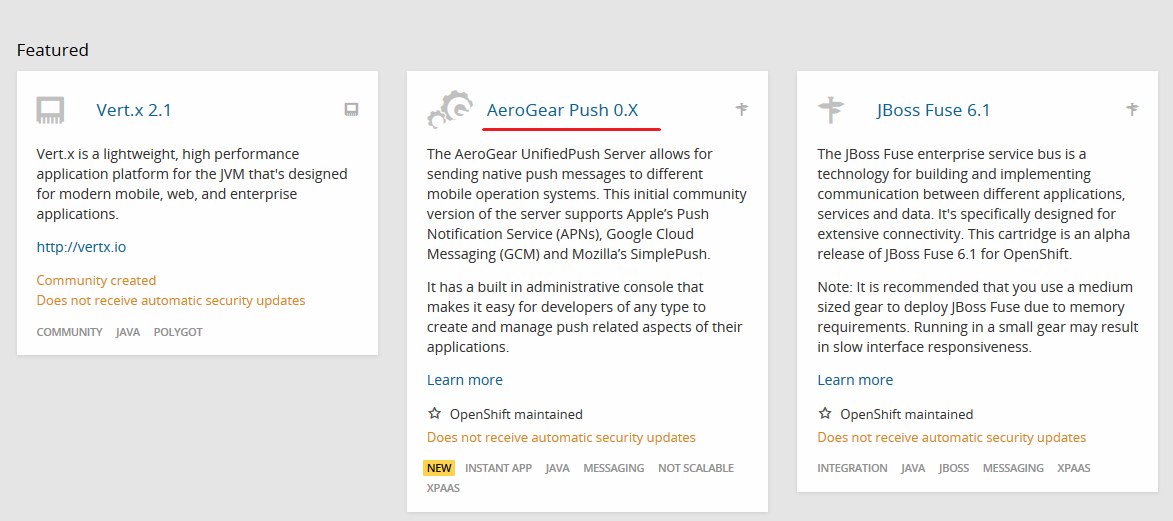 Featured
Vert.x 2.1
Vert.x is a lightweight, high performance
application platform for the JVM that's designed
for modern mobile, web, and enterprise
applications.
http://vertx.io
Community created
Does not receive automatic security updates
COMMUNITY JAVA POLYGOT
AeroGear Push 0.X
The AeroGear UnifiedPush Server allows for
sending native push messages to different
mobile operation systems. This initial community
version of the server supports Apple’s Push
Notification Service (APNs), Google Cloud
Messaging (GCM) and Mozilla’s SimplePush.
It has a built in administrative console that
makes it easy for developers of any type to
create and manage push related aspects of their
applications.
Learn more
OpenShift maintained
Does not receive automatic security updates
NEW INSTANT APP JAVA MESSAGING NOT SCALABLE
XPAAS
JBoss Fuse 6.1
The JBoss Fuse enterprise service bus is a
technology for building and implementing
communication between different applications,
services and data. It's specifically designed for
extensive connectivity. This cartridge is an alpha
release of JBoss Fuse 6.1 for OpenShift.
Note: It is recommended that you use a medium
sized gear to deploy JBoss Fuse due to memory
requirements. Running in a small gear may result
in slow interface responsiveness.
Learn more
OpenShift maintained
Does not receive automatic security updates
INTEGRATION JAVA JBOSS MESSAGING XPAAS